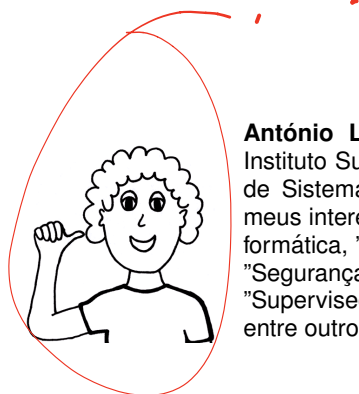 António L
Instituto Su
de Sistema
meus intere
formática, ”
”Segurança
”Supervise
entre outro